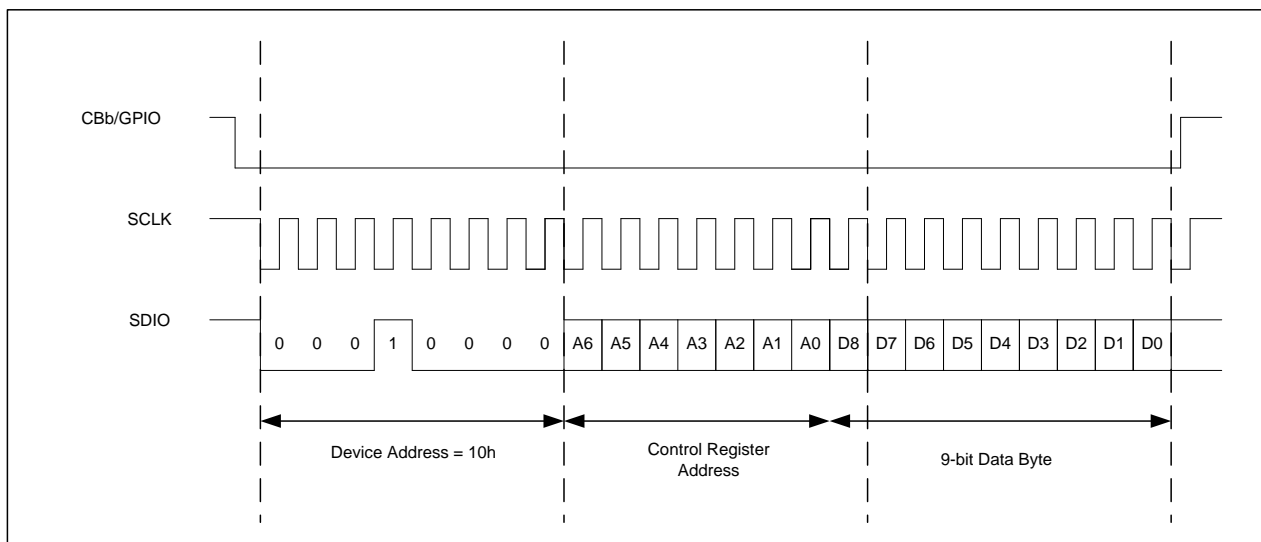 CBb/GPIO
SCLK
SDIO
0 0 0 1 0 0 0 0 A6 A5 A4 A3 A2 A1 A0 D8 D7 D6 D5 D4 D3 D2 D1 D0
Device Address = 10h
Control Register
Address
9-bit Data Byte